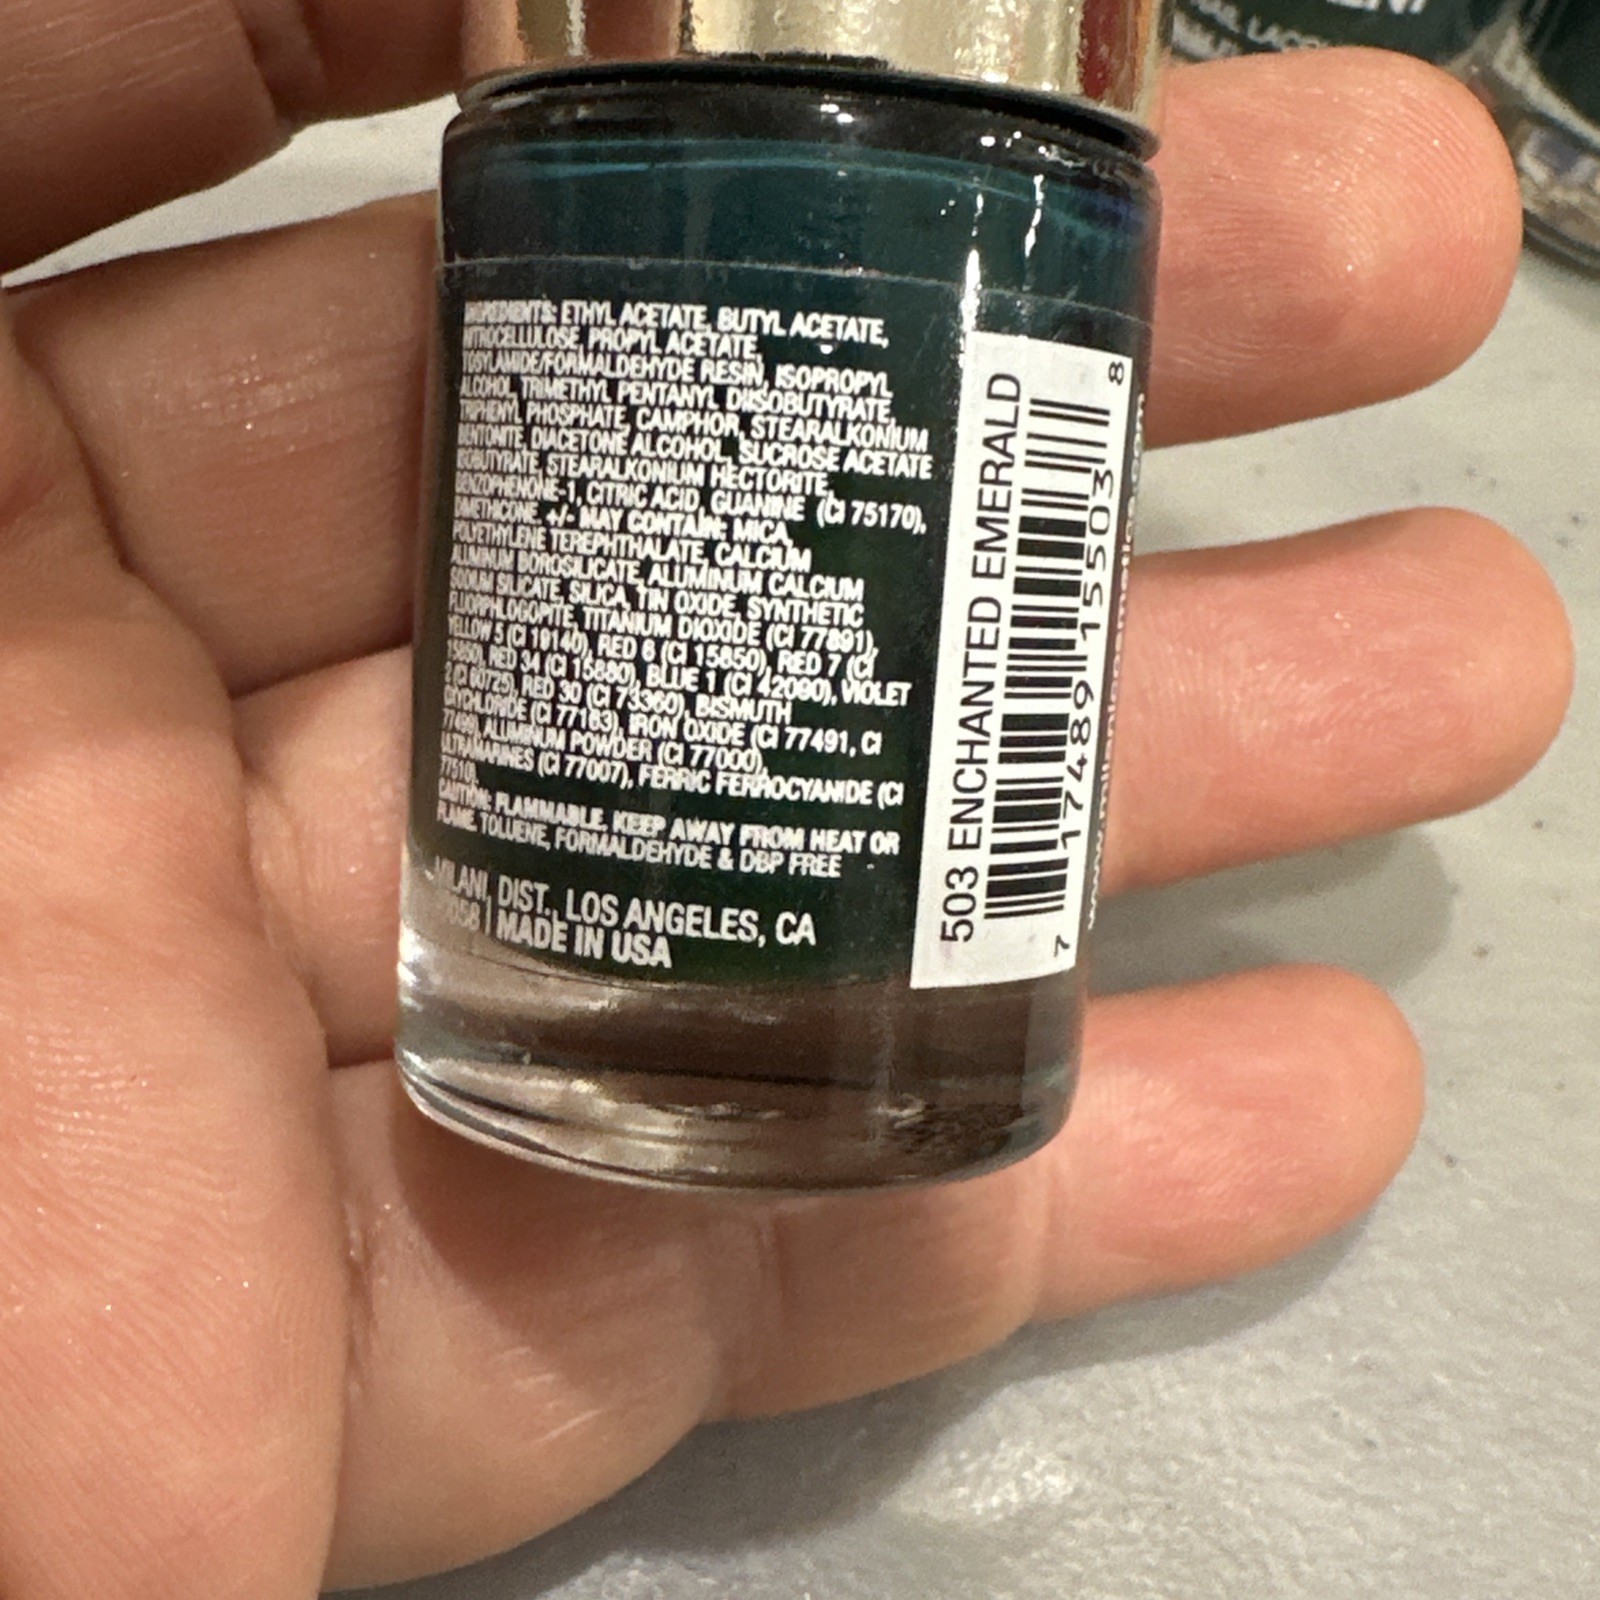 INGREDIENTS: ETHYL ACETATE, BUTYL ACETATE,
NITROCELLULOSE, PROPYL ACETATE,
TOSYLAMIDE/FORMALDEHYDE RESIN, ISOPROPYL
ALCOHOL, TRIMETHYL PENTANYL DIISOBUTYRATE,
TRIPHENYL PHOSPHATE, CAMPHOR, STEARALKONIUM
BENTONITE, DIACETONE ALCOHOL, SUCROSE ACETATE
ISOBUTYRATE, STEARALKONIUM HECTORITE,
BENZOPHENONE-1, CITRIC ACID, GUANINE (CI 75170),
DIMETHICONE. +/- MAY CONTAIN: MICA,
POLYETHYLENE TEREPHTHALATE, CALCIUM
ALUMINUM BOROSILICATE, ALUMINUM CALCIUM
SODIUM SILICATE, SILICA, TIN OXIDE, SYNTHETIC
FLUORPHLOGOPITE, TITANIUM DIOXIDE (CI 77891),
YELLOW 5 (CI 19140), RED 6 (CI 15850), RED 7 (CI
15850), RED 34 (CI 15880), BLUE 1 (CI 42090), VIOLET
2 (CI 60725), RED 30 (CI 73360), BISMUTH
OXYCHLORIDE (CI 77163), IRON OXIDE (CI 77491, CI
77499), ALUMINUM POWDER (CI 77000),
ULTRAMARINES (CI 77007), FERRIC FERROCYANIDE (CI
77510).
CAUTION: FLAMMABLE. KEEP AWAY FROM HEAT OR
FLAME. TOLUENE, FORMALDEHYDE & DBP FREE
MILANI, DIST. LOS ANGELES, CA
| MADE IN USA
503 ENCHANTED EMERALD
7 17489 15503 8
www.milanicosmetics.com
NAIL